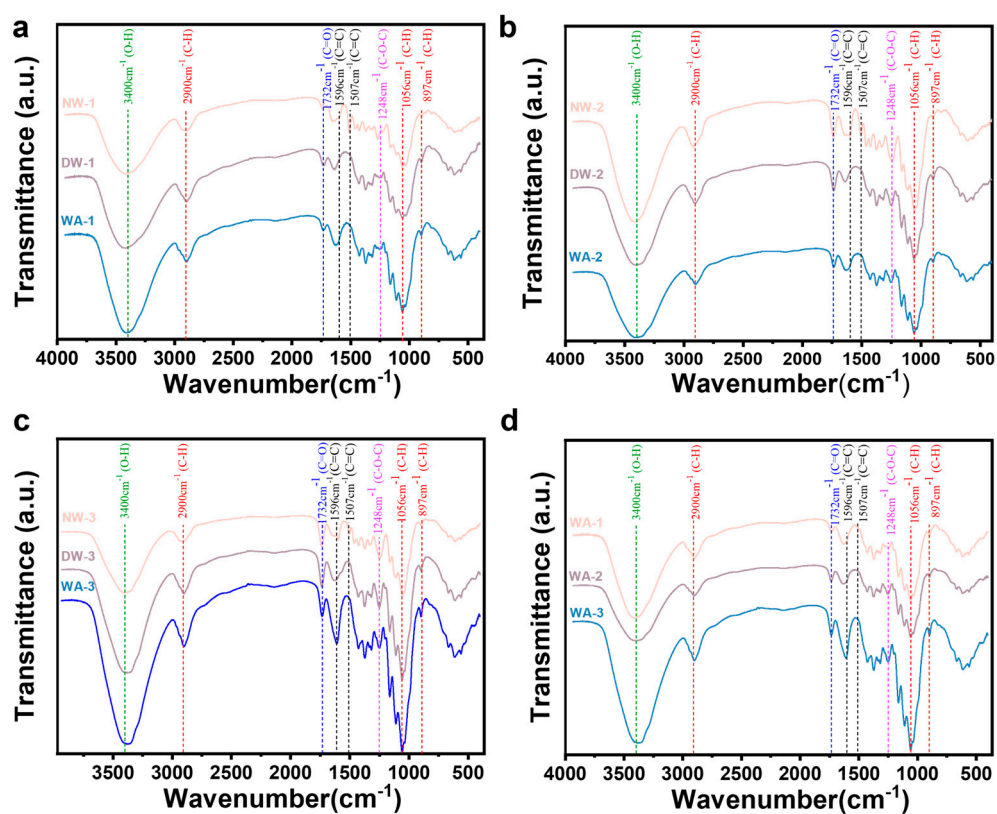 a
Transmittance (a.u.)
3400cm⁻¹ (O-H)
2900cm⁻¹ (C-H)
1732cm⁻¹ (C=O)
1596cm⁻¹ (C=C)
1507cm⁻¹ (C=C)
1248cm⁻¹ (C-O-C)
1056cm⁻¹ (C-H)
897cm⁻¹ (C-H)
NW-1
DW-1
WA-1
4000 3500 3000 2500 2000 1500 1000 500
Wavenumber(cm⁻¹)
b
Transmittance (a.u.)
3400cm⁻¹ (O-H)
2900cm⁻¹ (C-H)
1732cm⁻¹ (C=O)
1596cm⁻¹ (C=C)
1507cm⁻¹ (C=C)
1248cm⁻¹ (C-O-C)
1056cm⁻¹ (C-H)
897cm⁻¹ (C-H)
NW-2
DW-2
WA-2
4000 3500 3000 2500 2000 1500 1000 500
Wavenumber(cm⁻¹)
c
Transmittance (a.u.)
3400cm⁻¹ (O-H)
2900cm⁻¹ (C-H)
1732cm⁻¹ (C=O)
1596cm⁻¹ (C=C)
1507cm⁻¹ (C=C)
1248cm⁻¹ (C-O-C)
1056cm⁻¹ (C-H)
897cm⁻¹ (C-H)
NW-3
DW-3
WA-3
3500 3000 2500 2000 1500 1000 500
Wavenumber(cm⁻¹)
d
Transmittance (a.u.)
3400cm⁻¹ (O-H)
2900cm⁻¹ (C-H)
1732cm⁻¹ (C=O)
1596cm⁻¹ (C=C)
1507cm⁻¹ (C=C)
1248cm⁻¹ (C-O-C)
1056cm⁻¹ (C-H)
897cm⁻¹ (C-H)
WA-1
WA-2
WA-3
4000 3500 3000 2500 2000 1500 1000 500
Wavenumber(cm⁻¹)